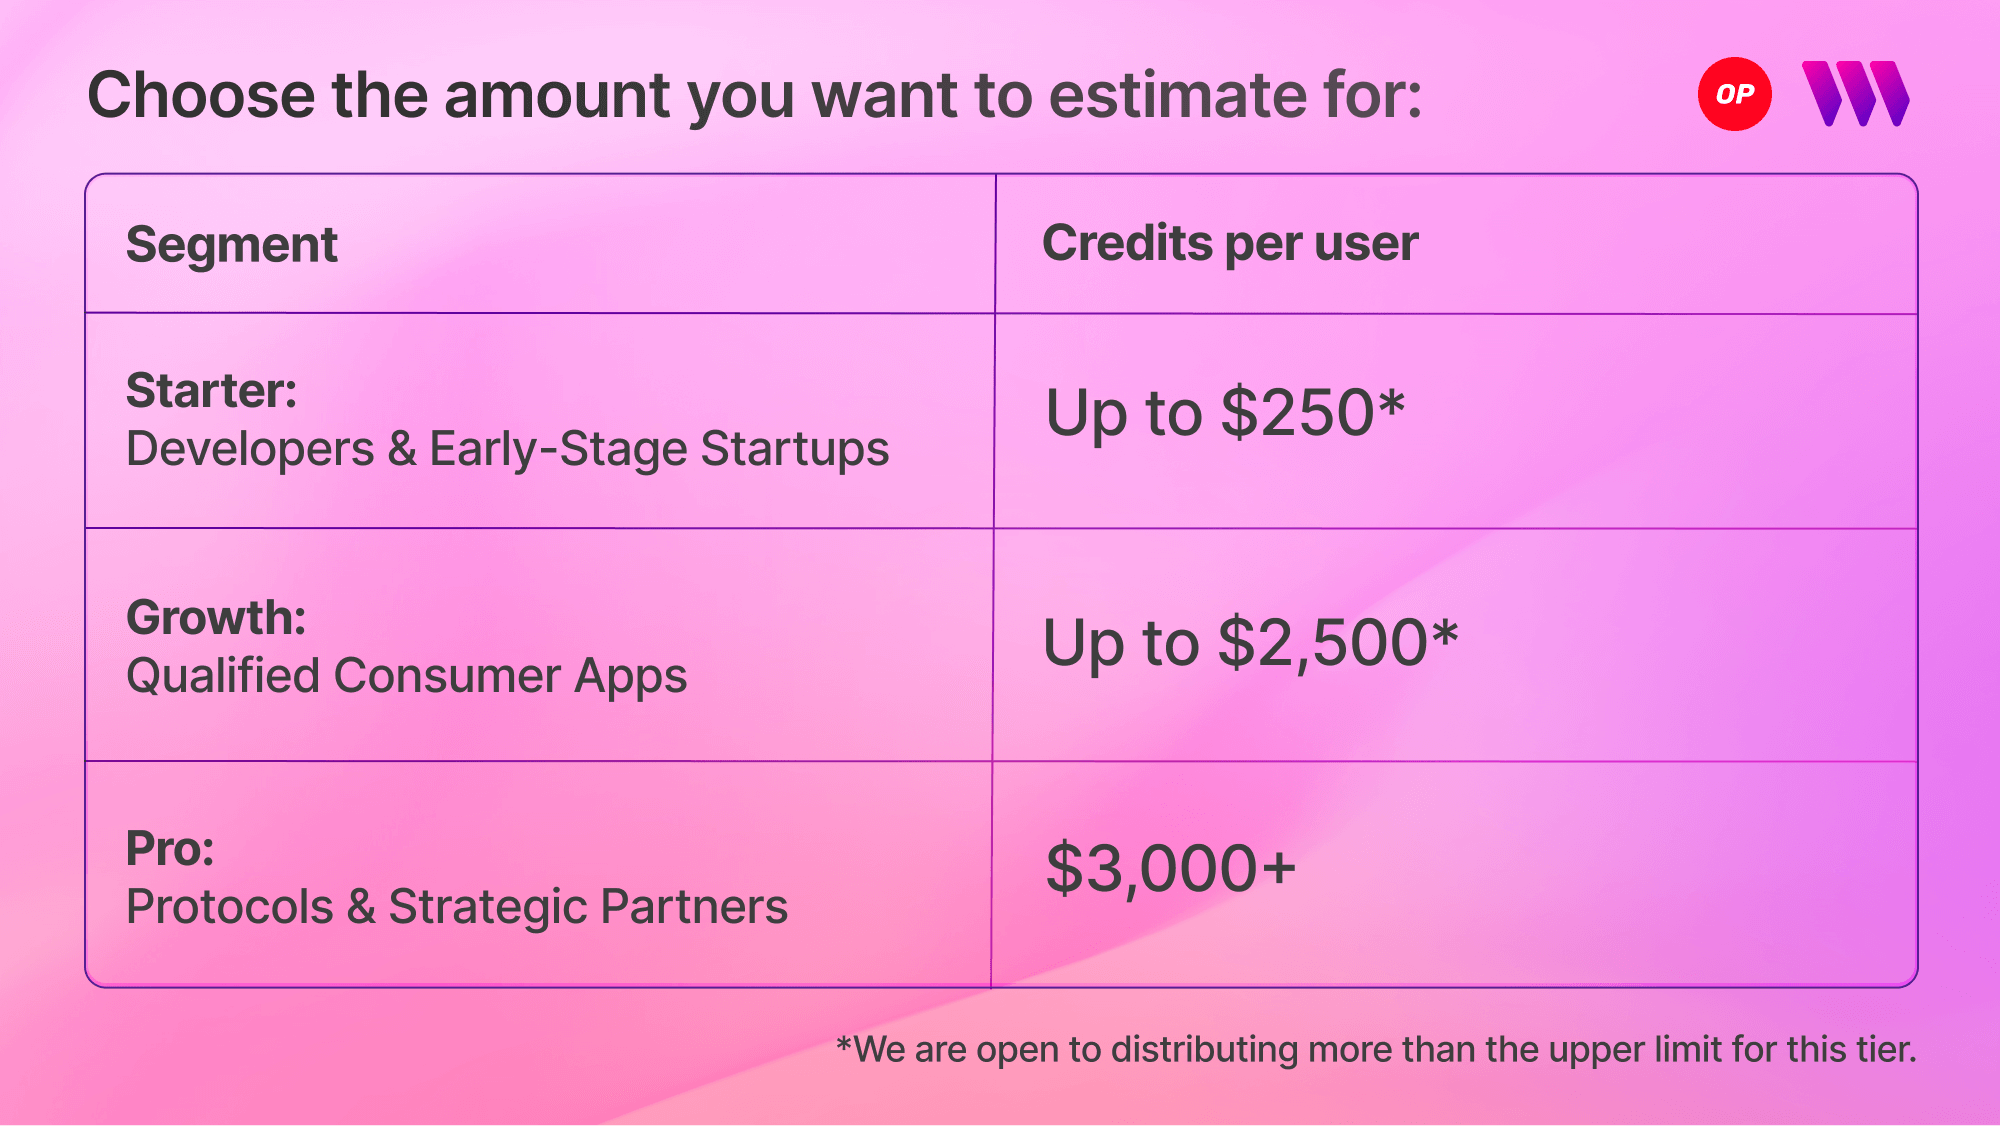 Choose the amount you want to estimate for:
OP
Segment
Credits per user
Starter:
Developers & Early-Stage Startups
Up to $250*
Growth:
Qualified Consumer Apps
Up to $2,500*
Pro:
Protocols & Strategic Partners
$3,000+
*We are open to distributing more than the upper limit for this tier.